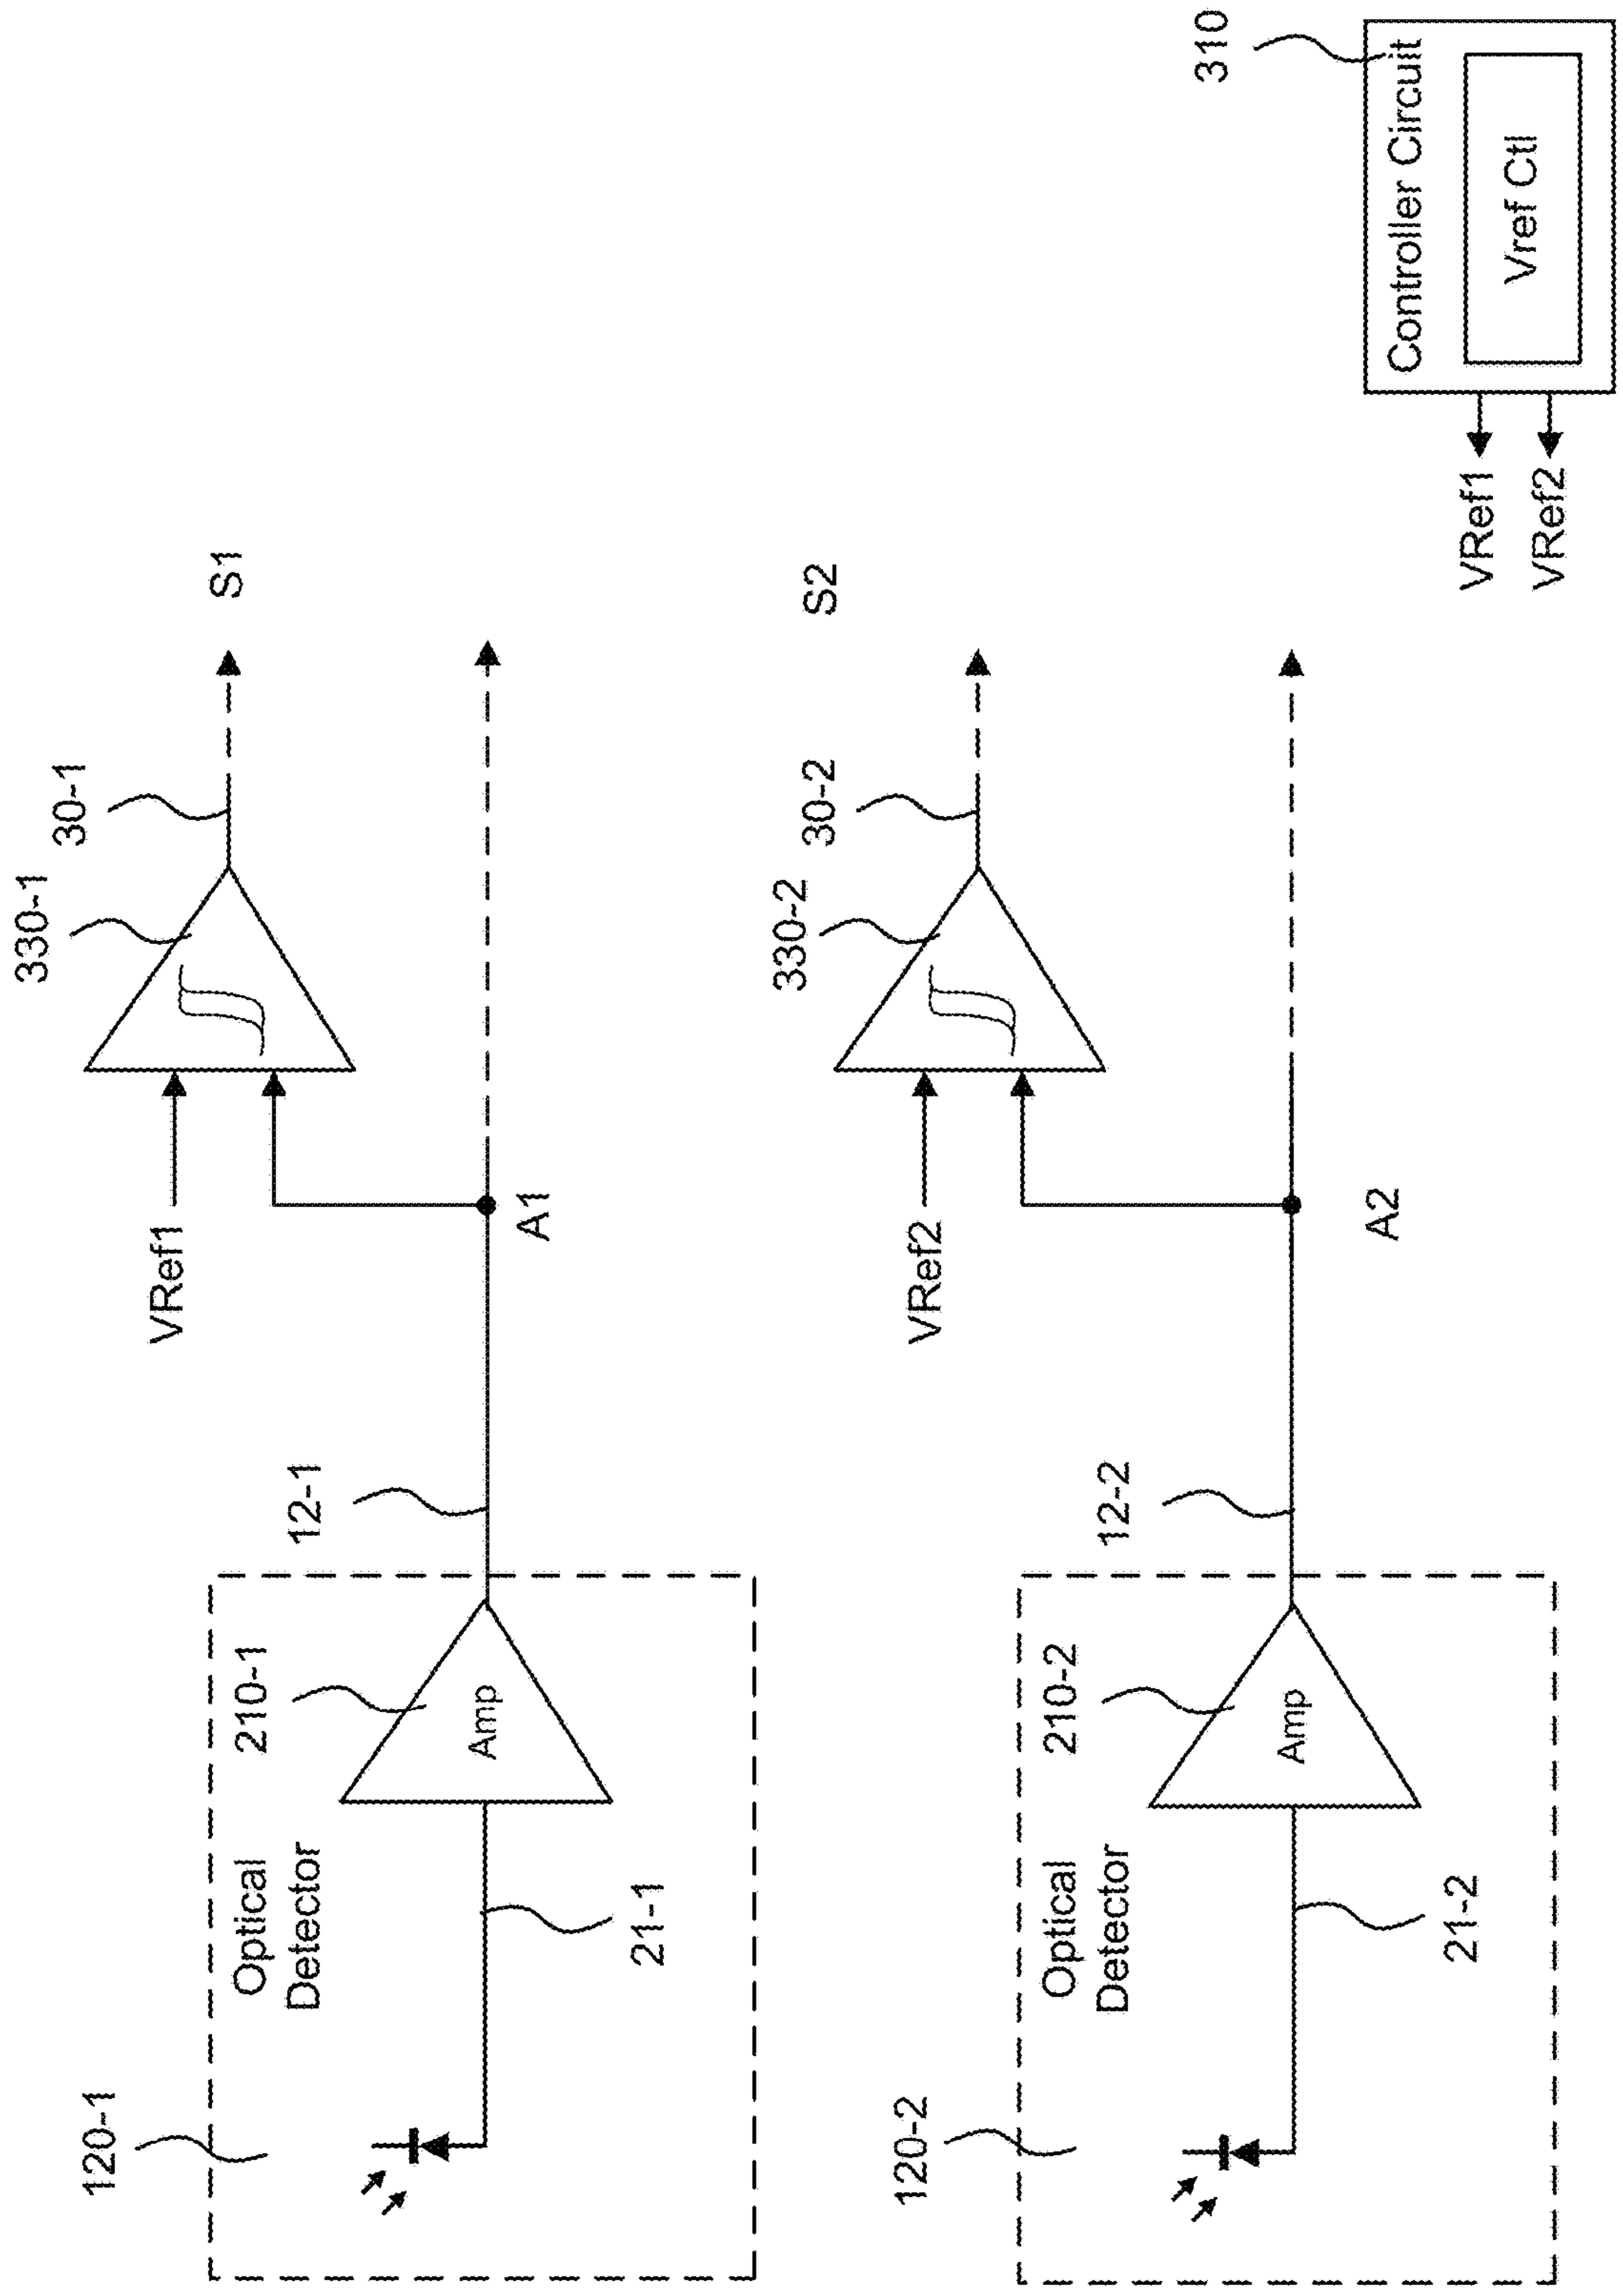 120-1
Optical
Detector
21-1
210-1
Amp
12-1
VRef1
A1
330-1
30-1
S1
120-2
Optical
Detector
21-2
210-2
Amp
12-2
VRef2
A2
330-2
30-2
S2
310
Controller Circuit
Vref Ctl
VRef1
VRef2